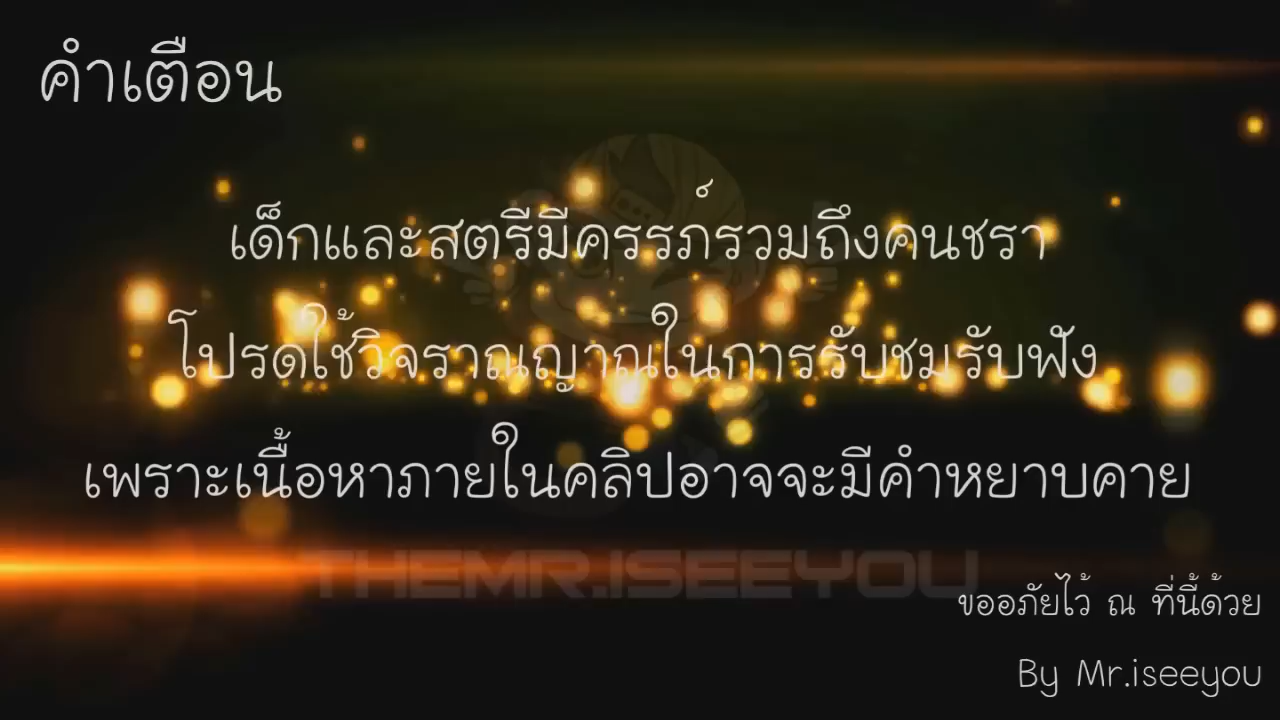 คำเตือน
เด็กและสตรีมีครรภ์รวมถึงคนชรา
โปรดใช้วิจราณญาณในการรับชมรับฟัง
เพราะเนื้อหาภายในคลิปอาจจะมีคำหยาบคาย
THEMR.ISEEYOU
ขออภัยไว้ ณ ที่นี้ด้วย
By Mr.iseeyou